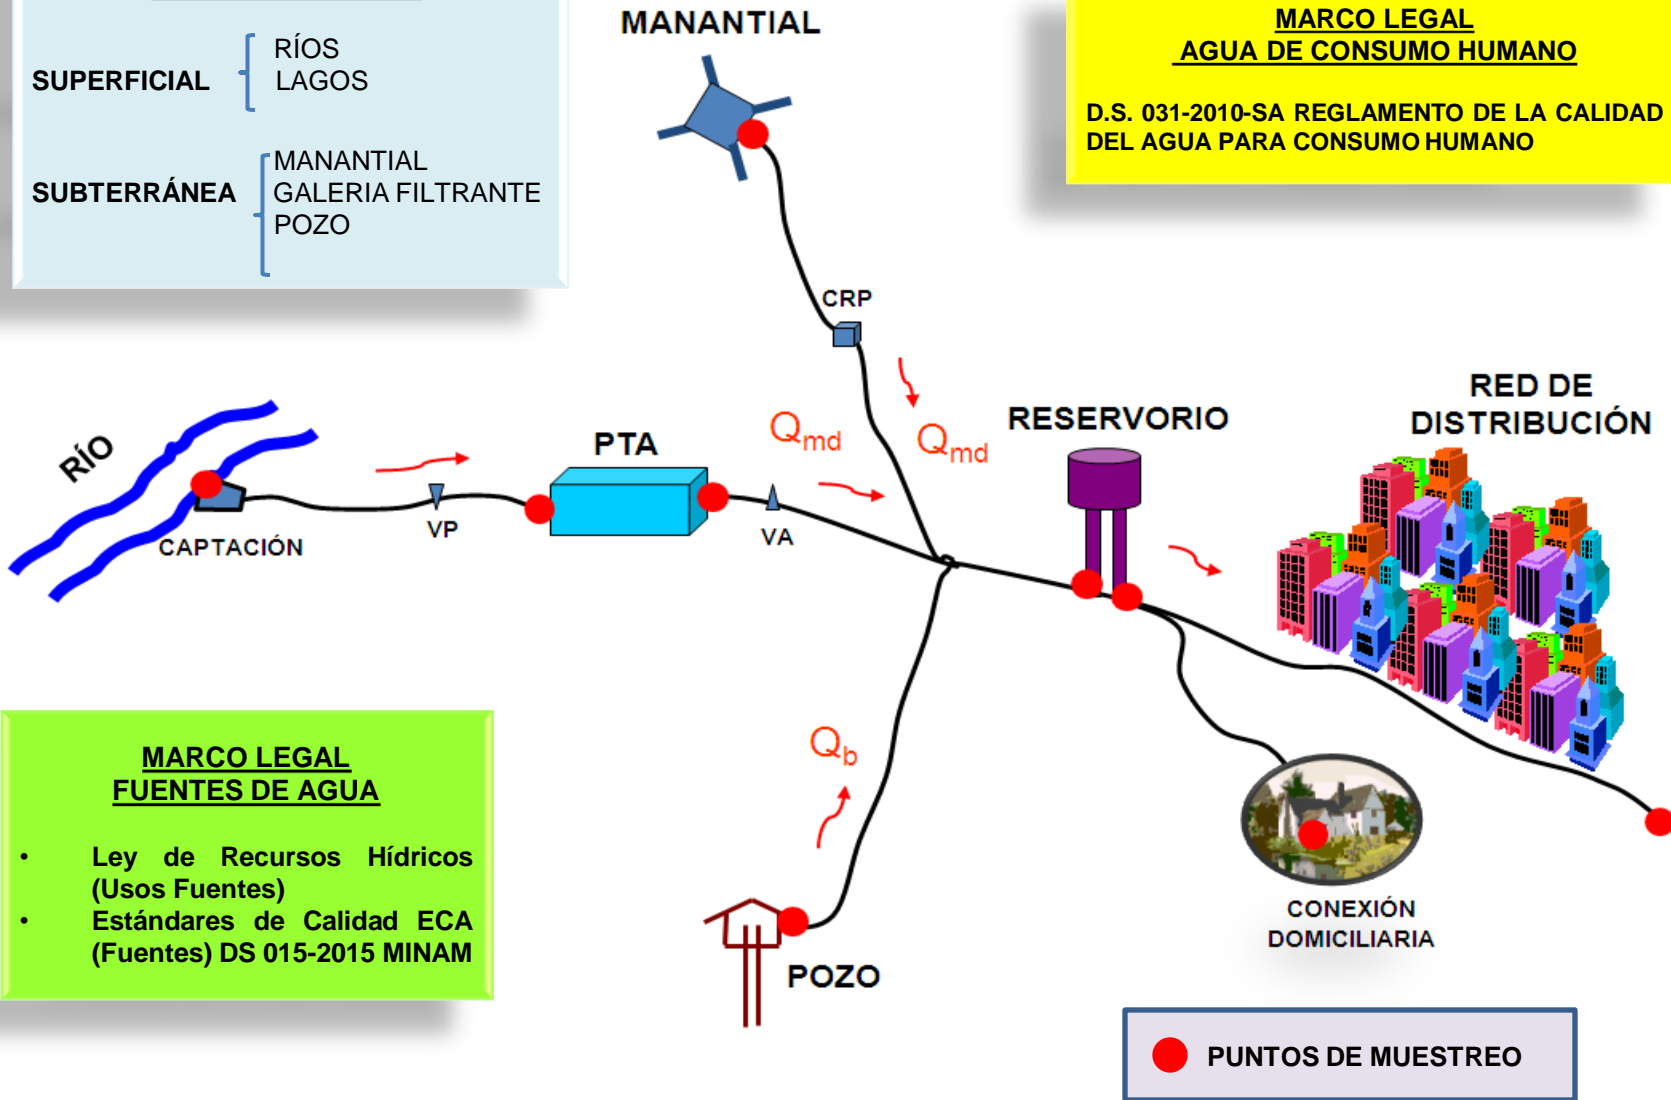 SUPERFICIAL
RÍOS
LAGOS
SUBTERRÁNEA
MANANTIAL
GALERIA FILTRANTE
POZO
MANANTIAL
MARCO LEGAL
AGUA DE CONSUMO HUMANO
D.S. 031-2010-SA REGLAMENTO DE LA CALIDAD
DEL AGUA PARA CONSUMO HUMANO
CRP
RÍO
CAPTACIÓN
VP
PTA
Qmd
VA
Qmd
RESERVORIO
RED DE
DISTRIBUCIÓN
MARCO LEGAL
FUENTES DE AGUA
• Ley de Recursos Hídricos
(Usos Fuentes)
• Estándares de Calidad ECA
(Fuentes) DS 015-2015 MINAM
Qb
POZO
CONEXIÓN
DOMICILIARIA
PUNTOS DE MUESTREO